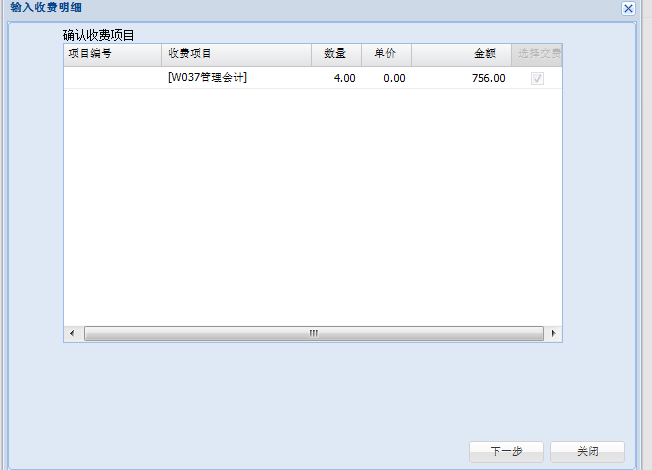 输入收费明细
确认收费项目
项目编号 收费项目 数量 单价 金额 选择交费
[W037管理会计] 4.00 0.00 756.00
下一步 关闭